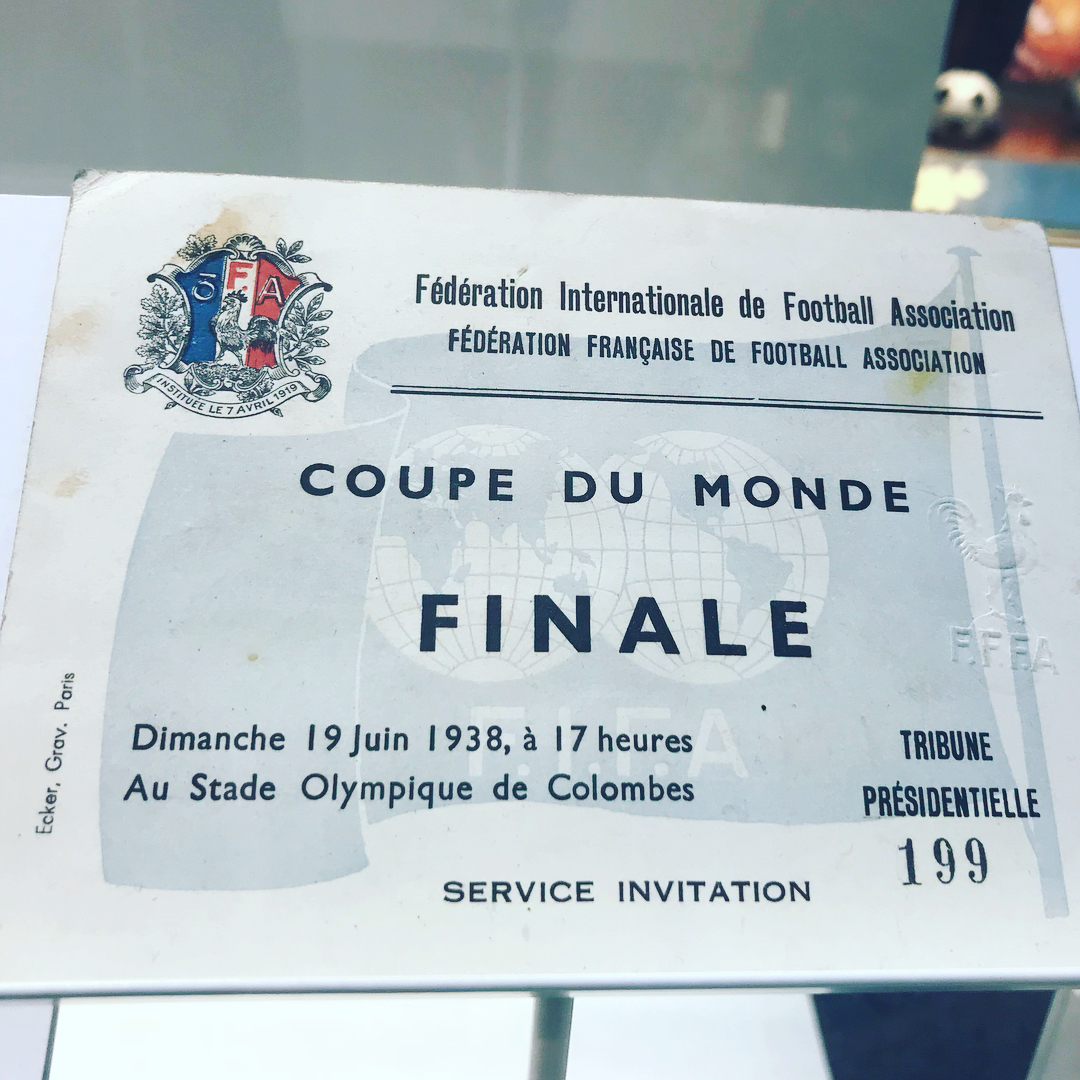 F.F.A
INSTITUÉE LE 7 AVRIL 1919
Fédération Internationale de Football Association
FÉDÉRATION FRANÇAISE DE FOOTBALL ASSOCIATION
COUPE DU MONDE
FINALE
F.F.F.A
F.I.F.A
Dimanche 19 Juin 1938, à 17 heures
Au Stade Olympique de Colombes
TRIBUNE
PRÉSIDENTIELLE
199
SERVICE INVITATION
Ecker, Grav. Paris